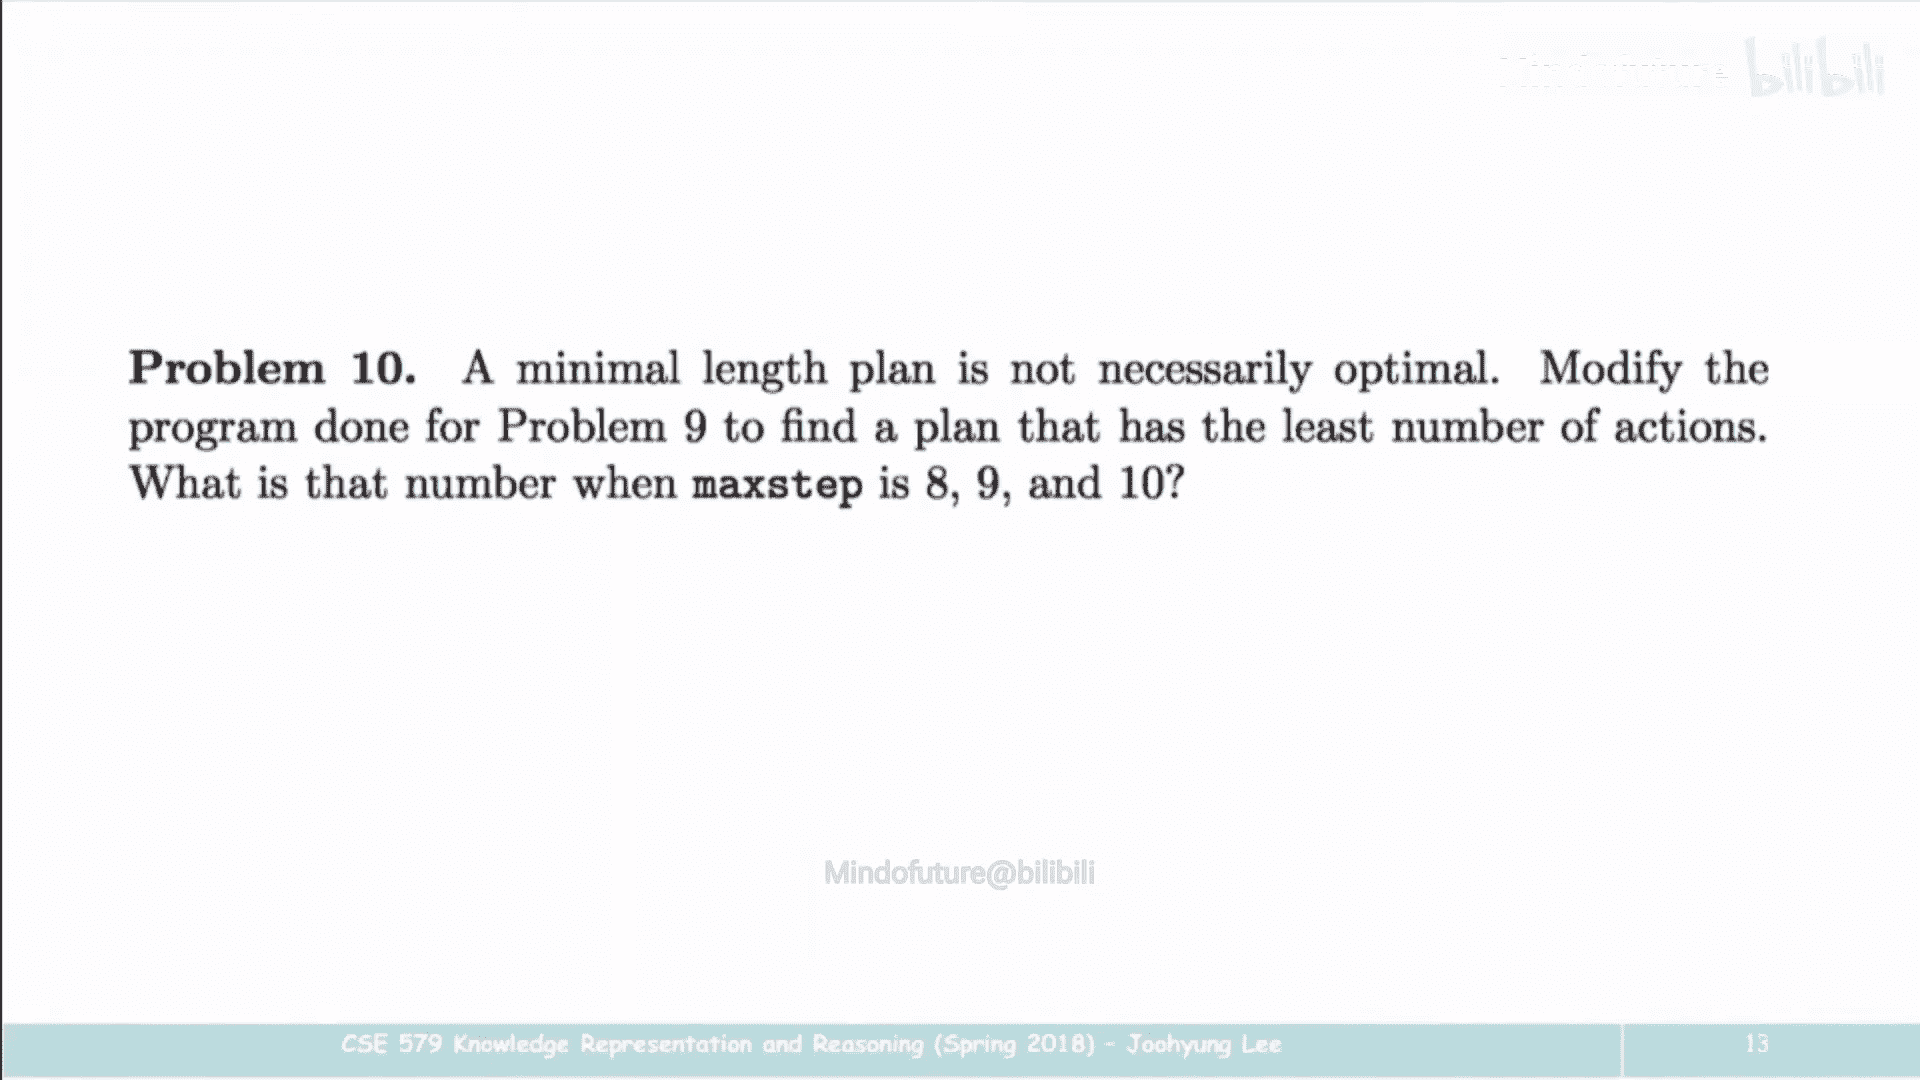 bilibili
Problem 10. A minimal length plan is not necessarily optimal. Modify the
program done for Problem 9 to find a plan that has the least number of actions.
What is that number when maxstep is 8, 9, and 10?
Mindofuture@bilibili
CSE 579 Knowledge Representation and Reasoning (Spring 2018) - Joohyung Lee
13